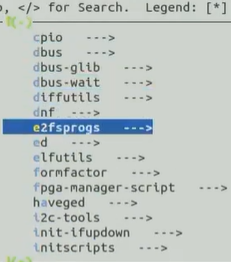 , </> for Search.  Legend: [*]
(-)
cpio  --->
dbus  --->
dbus-glib  --->
dbus-wait  --->
diffutils  --->
dnf  --->
e2fsprogs  --->
ed  --->
elfutils  --->
formfactor  --->
fpga-manager-script  --->
haveged  --->
i2c-tools  --->
init-ifupdown  --->
initscripts  --->